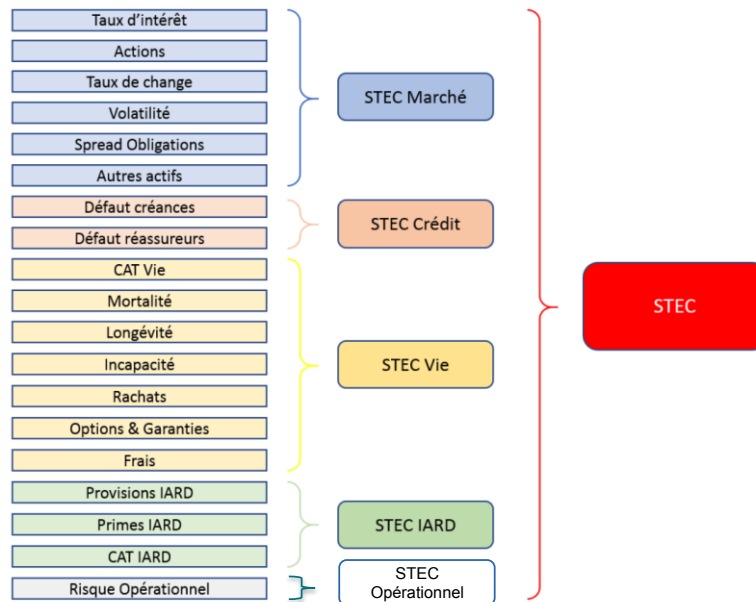 Taux d'intérêt
Actions
Taux de change
Volatilité
Spread Obligations
Autres actifs
STEC Marché
Défaut créances
Défaut réassureurs
STEC Crédit
CAT Vie
Mortalité
Longévité
Incapacité
Rachats
Options & Garanties
Frais
STEC Vie
Provisions IARD
Primes IARD
CAT IARD
STEC IARD
Risque Opérationnel
STEC
Opérationnel
STEC